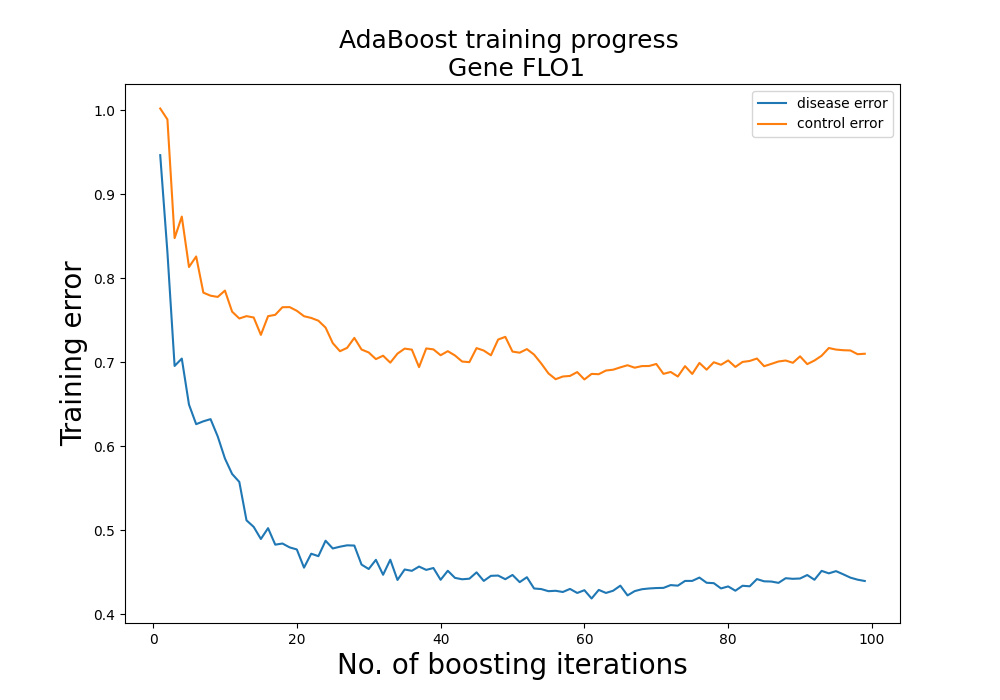 AdaBoost training progress
Gene FLO1
disease error
control error
Training error
1.0
0.9
0.8
0.7
0.6
0.5
0.4
0 20 40 60 80 100
No. of boosting iterations